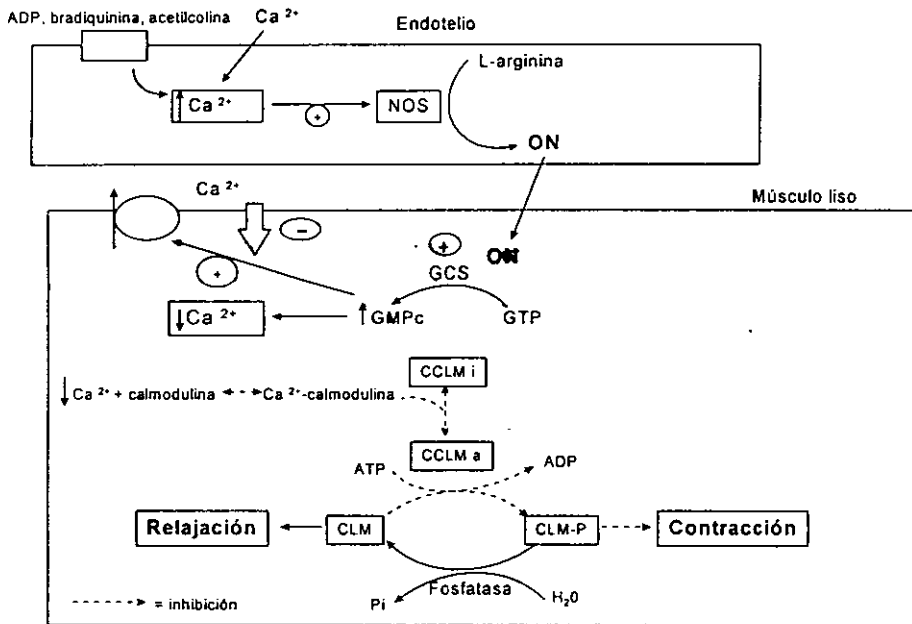 ADP, bradiquinina, acetilcolina Ca 2+ Endotelio
L-arginina
↑ Ca 2+ + NOS
ON
Ca 2+ Músculo liso
−
+ ON
+ GCS
↓ Ca 2+ ↑ GMPc GTP
CCLM i
↓ Ca 2+ + calmodulina Ca 2+-calmodulina
CCLM a
ATP ADP
Relajación CLM CLM-P Contracción
Fosfatasa
= inhibición Pi H20